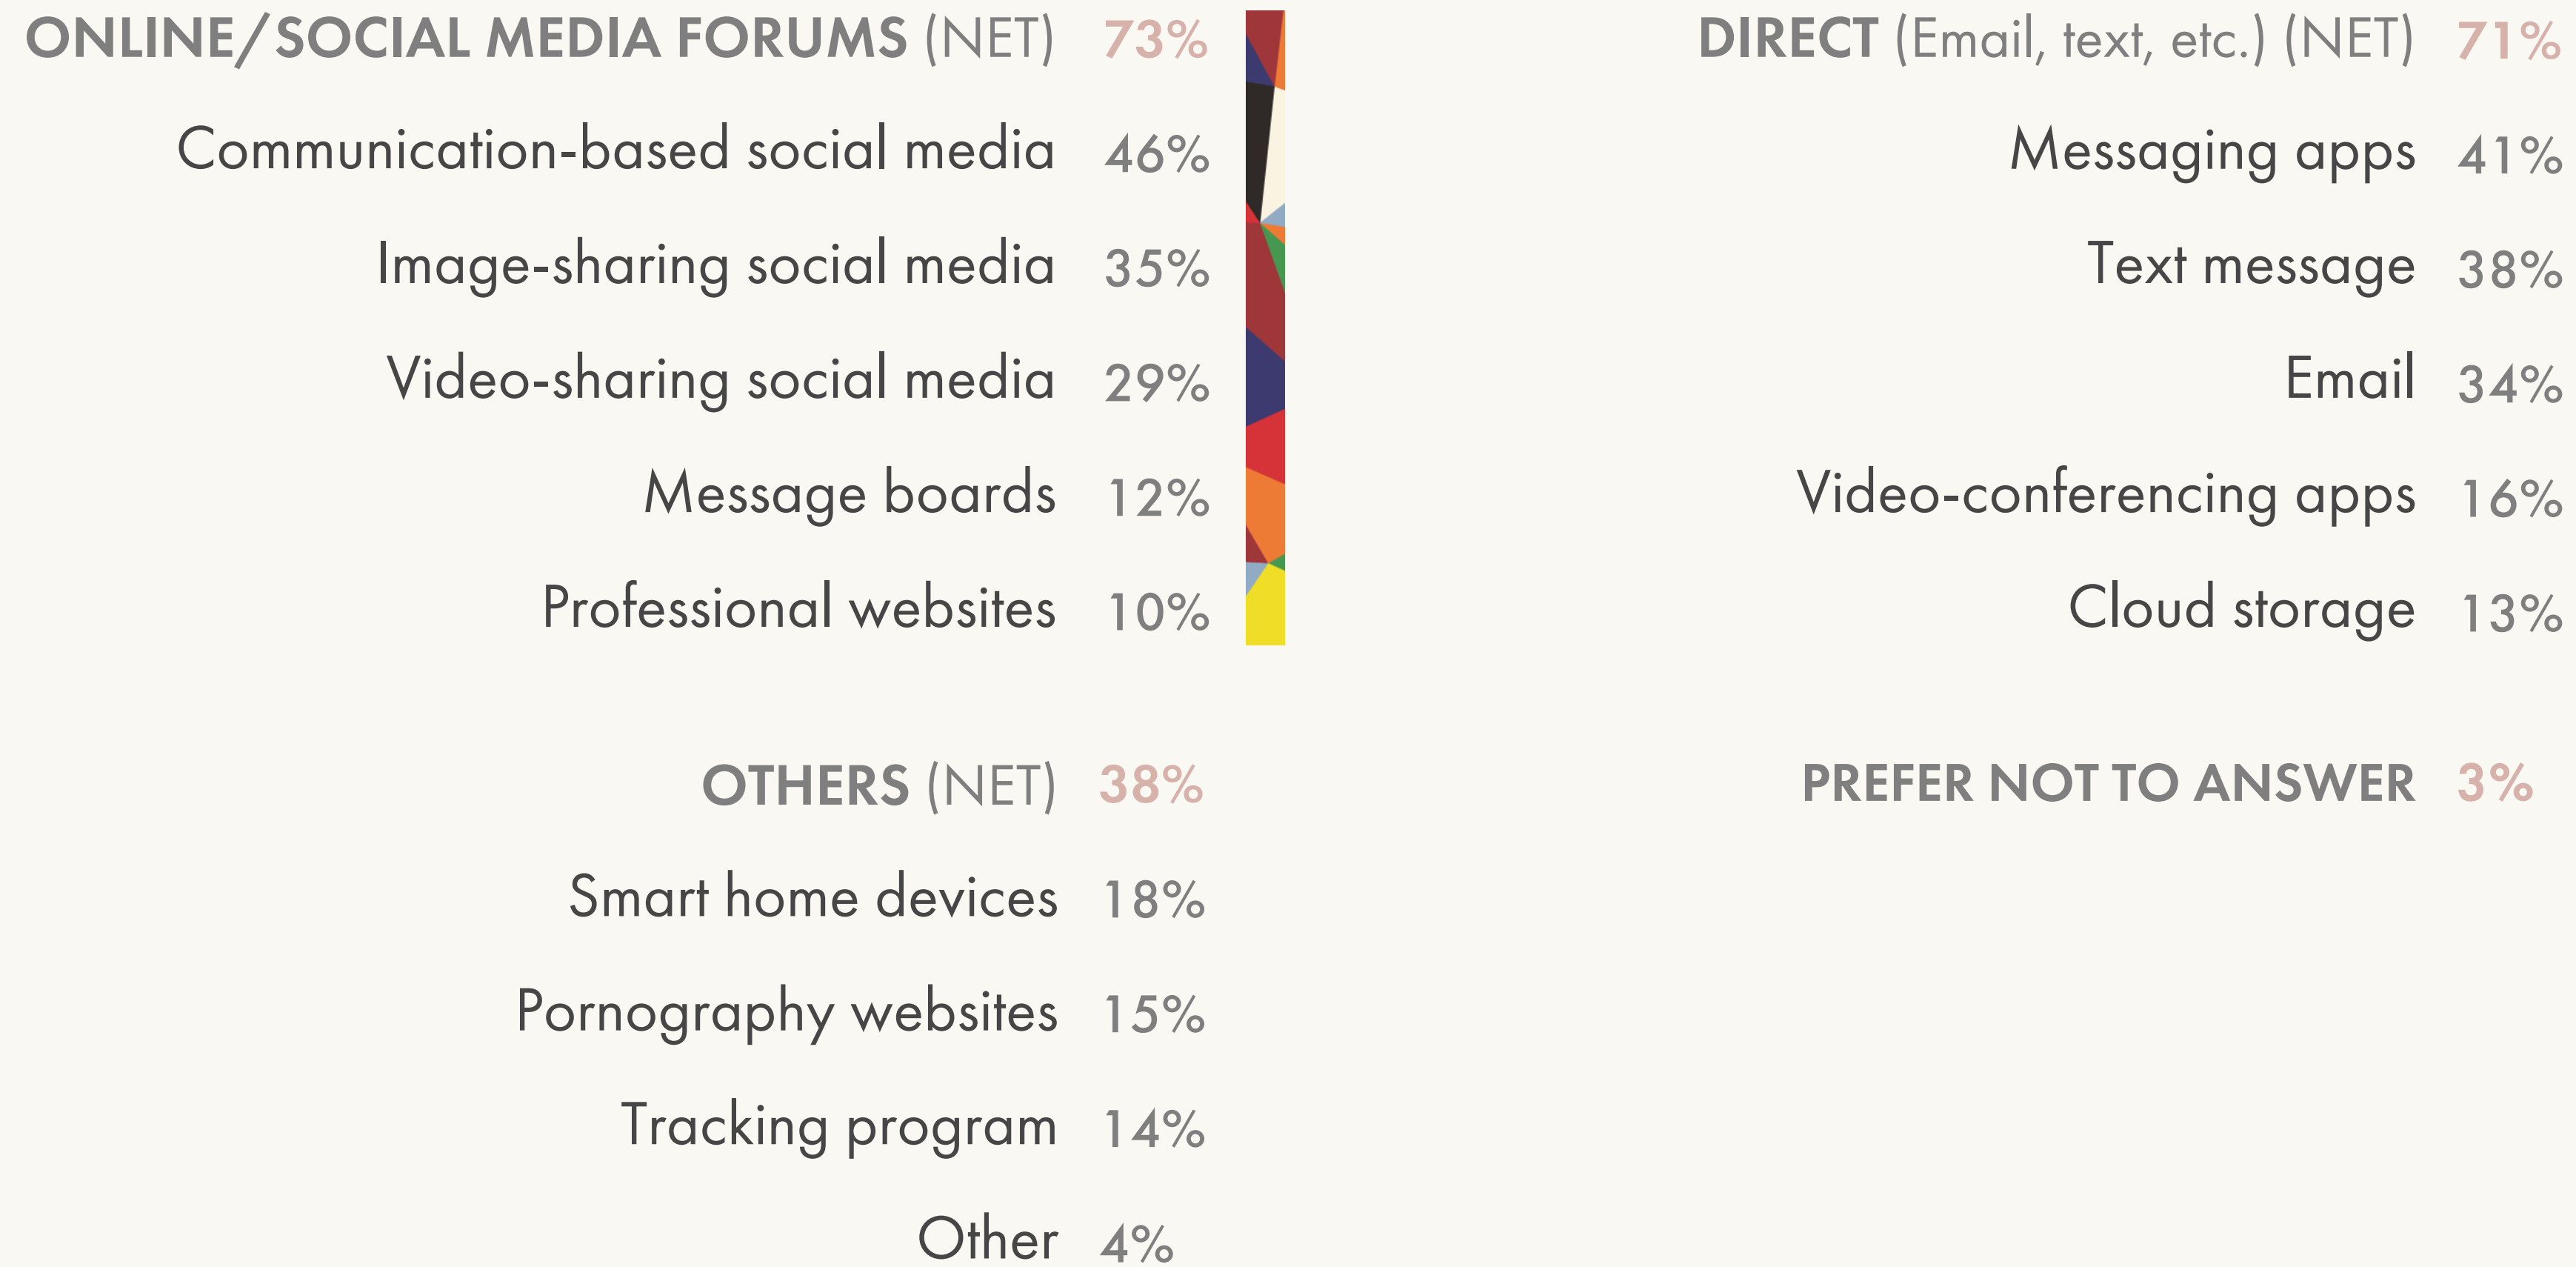 ONLINE/SOCIAL MEDIA FORUMS (NET) 73%
Communication-based social media 46%
Image-sharing social media 35%
Video-sharing social media 29%
Message boards 12%
Professional websites 10%
DIRECT (Email, text, etc.) (NET) 71%
Messaging apps 41%
Text message 38%
Email 34%
Video-conferencing apps 16%
Cloud storage 13%
OTHERS (NET) 38%
Smart home devices 18%
Pornography websites 15%
Tracking program 14%
Other 4%
PREFER NOT TO ANSWER 3%